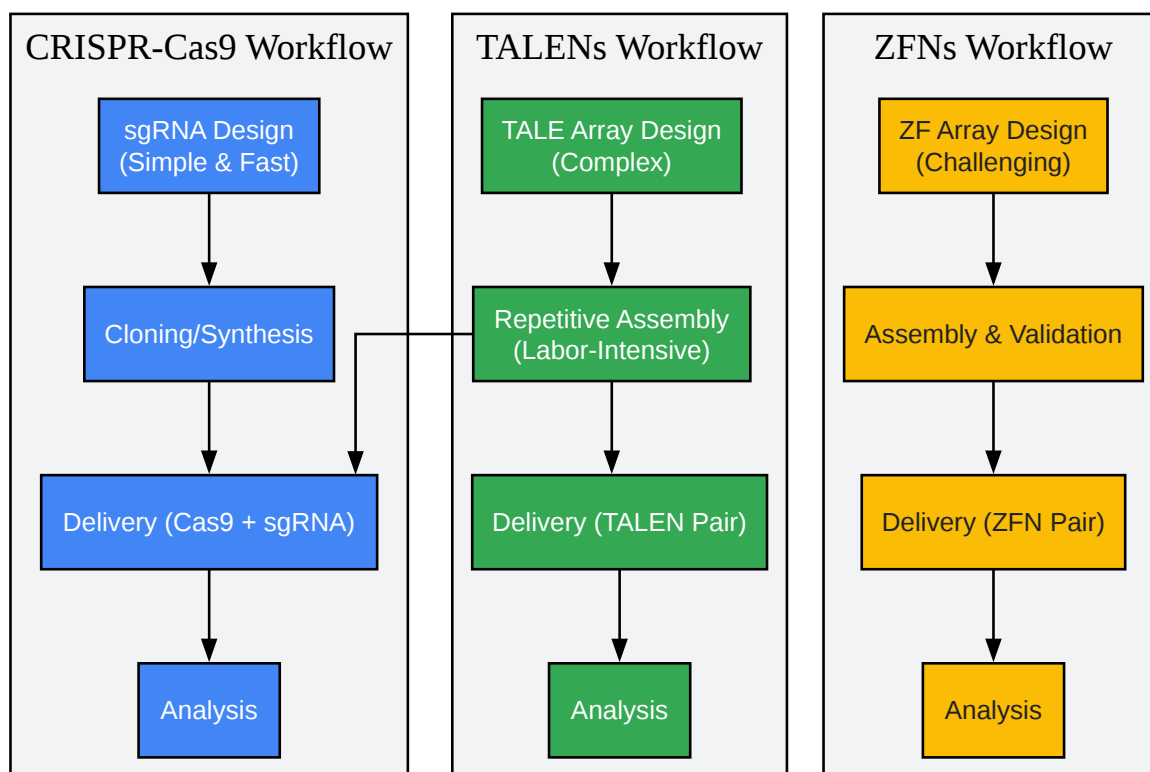 CRISPR-Cas9 Workflow
sgRNA Design
(Simple & Fast)
Cloning/Synthesis
Delivery (Cas9 + sgRNA)
Analysis
TALENs Workflow
TALE Array Design
(Complex)
Repetitive Assembly
(Labor-Intensive)
Delivery (TALEN Pair)
Analysis
ZFNs Workflow
ZF Array Design
(Challenging)
Assembly & Validation
Delivery (ZFN Pair)
Analysis